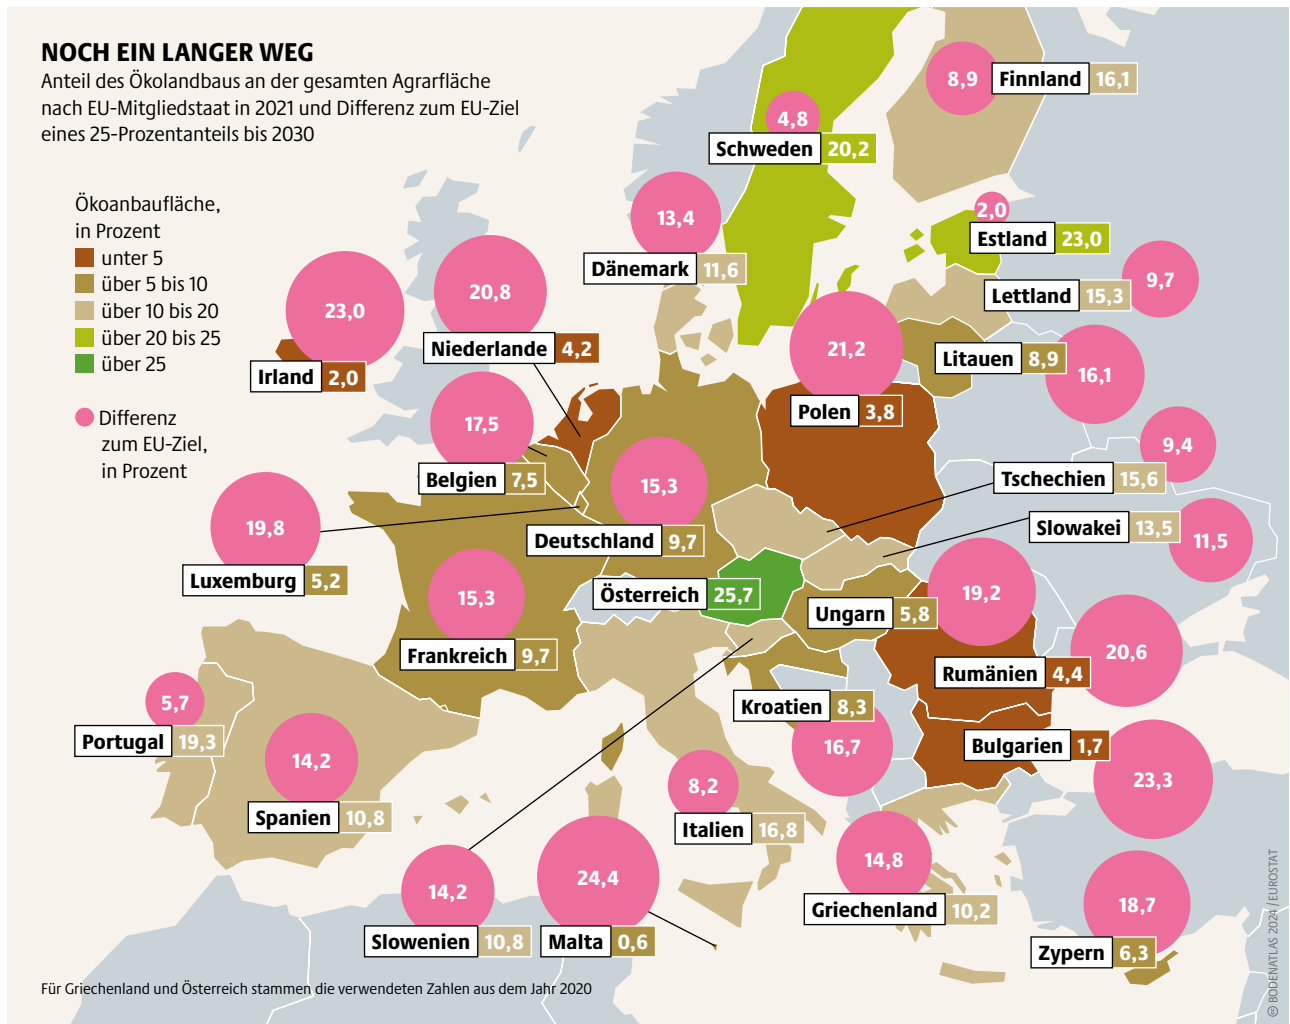 NOCH EIN LANGER WEG
Anteil des Ökolandbaus an der gesamten Agrarfläche
nach EU-Mitgliedstaat in 2021 und Differenz zum EU-Ziel
eines 25-Prozentanteils bis 2030
Ökoanbaufläche,
in Prozent
unter 5
über 5 bis 10
über 10 bis 20
über 20 bis 25
über 25
Differenz
zum EU-Ziel,
in Prozent
8,9
Finnland 16,1
4,8
Schweden 20,2
2,0
Estland 23,0
13,4
Dänemark 11,6
9,7
Lettland 15,3
23,0
Irland 2,0
20,8
Niederlande 4,2
21,2
Polen 3,8
Litauen 8,9
16,1
17,5
Belgien 7,5
15,3
Deutschland 9,7
9,4
Tschechien 15,6
Slowakei 13,5
11,5
19,8
Luxemburg 5,2
15,3
Frankreich 9,7
Österreich 25,7
Ungarn 5,8
19,2
Rumänien 4,4
20,6
5,7
Portugal 19,3
14,2
Spanien 10,8
Kroatien 8,3
16,7
Bulgarien 1,7
23,3
8,2
Italien 16,8
14,2
Slowenien 10,8
24,4
Malta 0,6
14,8
Griechenland 10,2
18,7
Zypern 6,3
Für Griechenland und Österreich stammen die verwendeten Zahlen aus dem Jahr 2020
© BODENATLAS 2024 / EUROSTAT